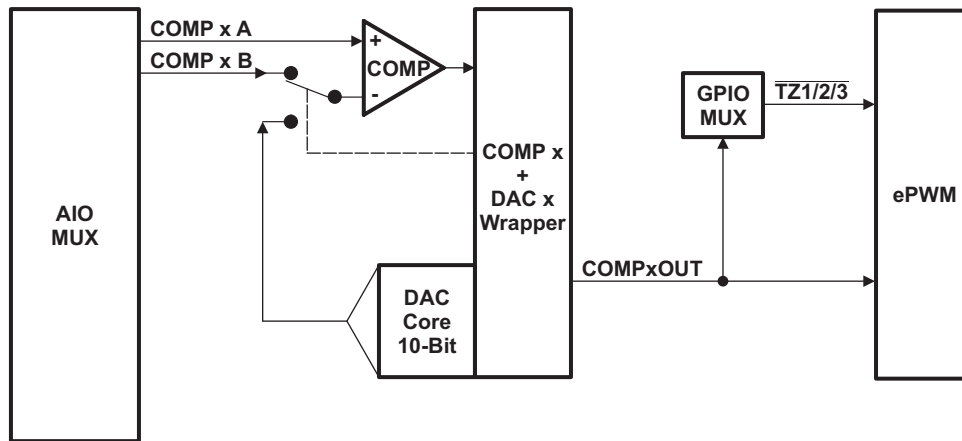 COMP x A
COMP x B
+
COMP
-
AIO
MUX
COMP x
+
DAC x
Wrapper
DAC
Core
10-Bit
COMPxOUT
GPIO
MUX
TZ1/2/3
ePWM